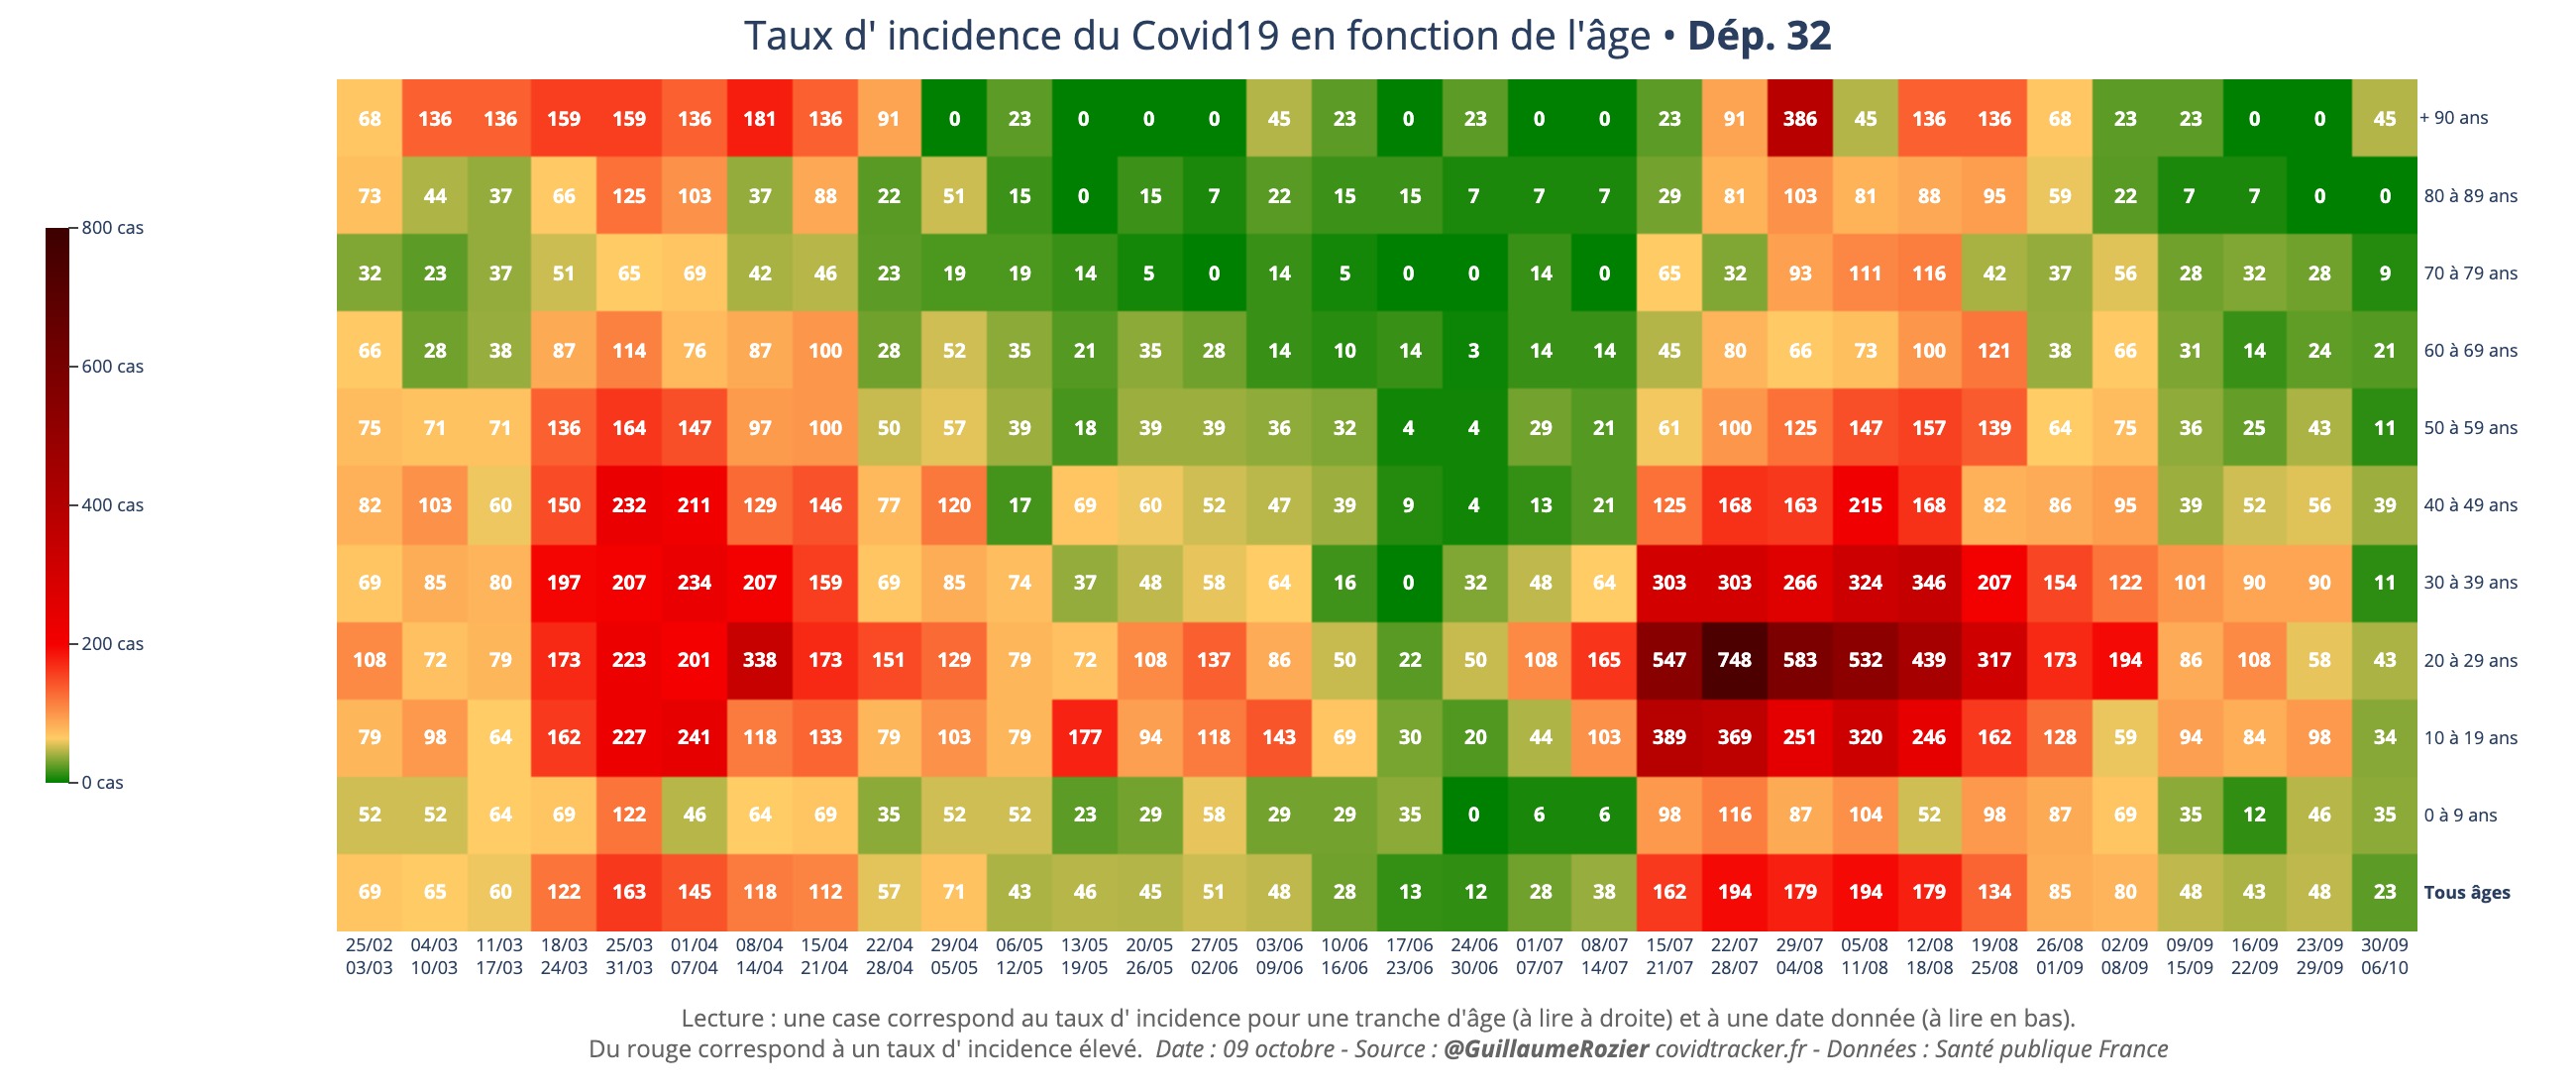 Taux d' incidence du Covid19 en fonction de l'âge • Dép. 32
68 136 136 159 159 136 181 136 91 0 23 0 0 0 45 23 0 23 0 0 23 91 386 45 136 136 68 23 23 0 0 45 + 90 ans
73 44 37 66 125 103 37 88 22 51 15 0 15 7 22 15 15 7 7 7 29 81 103 81 88 95 59 22 7 7 0 0 80 à 89 ans
800 cas
32 23 37 51 65 69 42 46 23 19 19 14 5 0 14 5 0 0 14 0 65 32 93 111 116 42 37 56 28 32 28 9 70 à 79 ans
66 28 38 87 114 76 87 100 28 52 35 21 35 28 14 10 14 3 14 14 45 80 66 73 100 121 38 66 31 14 24 21 60 à 69 ans
600 cas
75 71 71 136 164 147 97 100 50 57 39 18 39 39 36 32 4 4 29 21 61 100 125 147 157 139 64 75 36 25 43 11 50 à 59 ans
400 cas
82 103 60 150 232 211 129 146 77 120 17 69 60 52 47 39 9 4 13 21 125 168 163 215 168 82 86 95 39 52 56 39 40 à 49 ans
69 85 80 197 207 234 207 159 69 85 74 37 48 58 64 16 0 32 48 64 303 303 266 324 346 207 154 122 101 90 90 11 30 à 39 ans
200 cas
108 72 79 173 223 201 338 173 151 129 79 72 108 137 86 50 22 50 108 165 547 748 583 532 439 317 173 194 86 108 58 43 20 à 29 ans
79 98 64 162 227 241 118 133 79 103 79 177 94 118 143 69 30 20 44 103 389 369 251 320 246 162 128 59 94 84 98 34 10 à 19 ans
0 cas
52 52 64 69 122 46 64 69 35 52 52 23 29 58 29 29 35 0 6 6 98 116 87 104 52 98 87 69 35 12 46 35 0 à 9 ans
69 65 60 122 163 145 118 112 57 71 43 46 45 51 48 28 13 12 28 38 162 194 179 194 179 134 85 80 48 43 48 23 Tous âges
25/02 04/03 11/03 18/03 25/03 01/04 08/04 15/04 22/04 29/04 06/05 13/05 20/05 27/05 03/06 10/06 17/06 24/06 01/07 08/07 15/07 22/07 29/07 05/08 12/08 19/08 26/08 02/09 09/09 16/09 23/09 30/09
03/03 10/03 17/03 24/03 31/03 07/04 14/04 21/04 28/04 05/05 12/05 19/05 26/05 02/06 09/06 16/06 23/06 30/06 07/07 14/07 21/07 28/07 04/08 11/08 18/08 25/08 01/09 08/09 15/09 22/09 29/09 06/10
Lecture : une case correspond au taux d' incidence pour une tranche d'âge (à lire à droite) et à une date donnée (à lire en bas).
Du rouge correspond à un taux d' incidence élevé. Date : 09 octobre - Source : @GuillaumeRozier covidtracker.fr - Données : Santé publique France